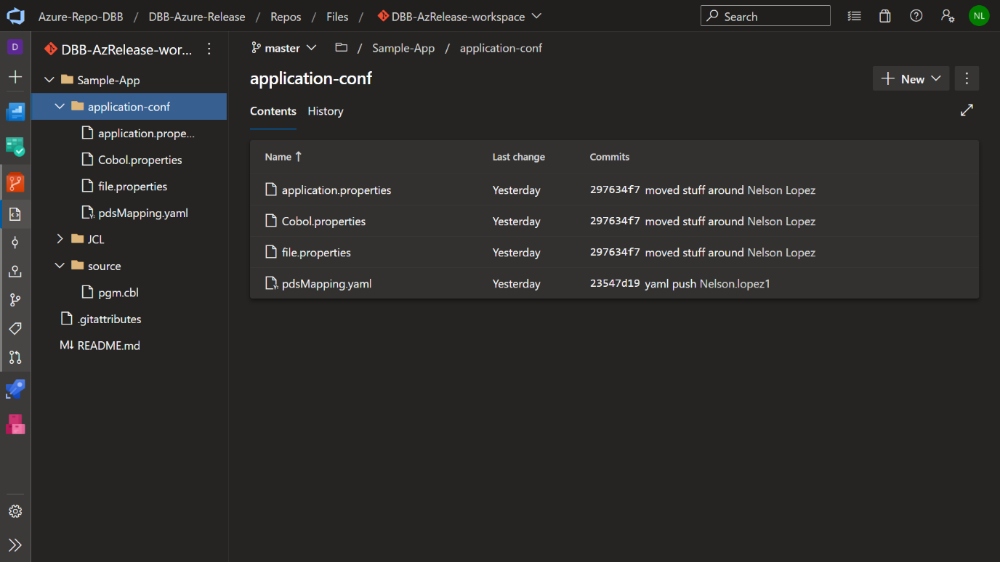 Azure-Repo-DBB / DBB-Azure-Release / Repos / Files / DBB-AzRelease-workspace
Search
NL
D
DBB-AzRelease-wor...
Sample-App
application-conf
application.prope...
Cobol.properties
file.properties
pdsMapping.yaml
JCL
source
pgm.cbl
.gitattributes
M↓ README.md
master / Sample-App / application-conf
application-conf
New
Contents History
Name ↑ Last change Commits
application.properties Yesterday 297634f7 moved stuff around Nelson Lopez
Cobol.properties Yesterday 297634f7 moved stuff around Nelson Lopez
file.properties Yesterday 297634f7 moved stuff around Nelson Lopez
pdsMapping.yaml Yesterday 23547d19 yaml push Nelson.lopez1